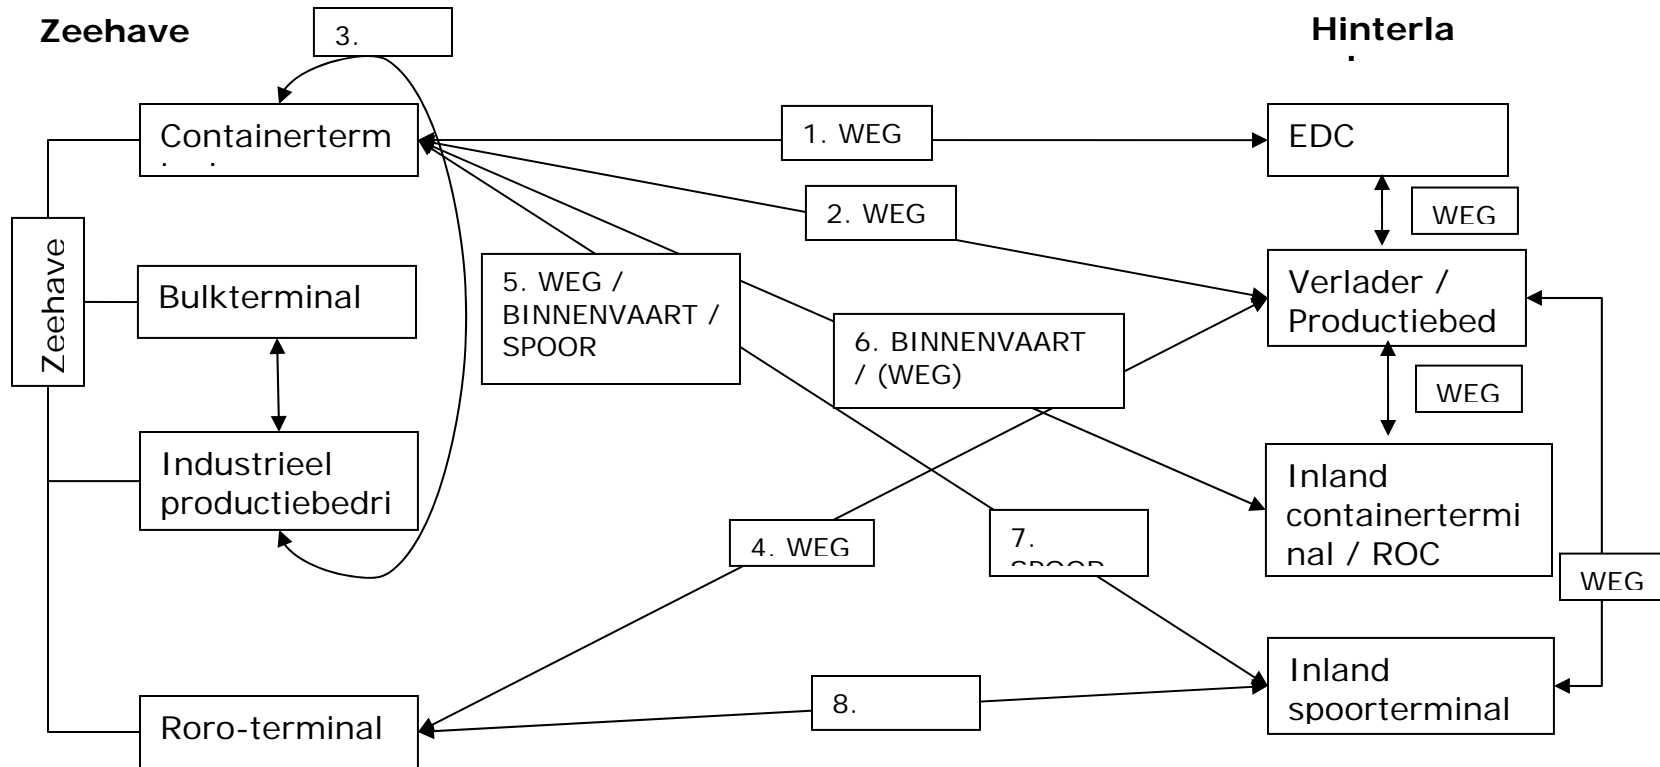 Zeehave
Hinterla
3.
Containerterm
1. WEG
EDC
2. WEG
WEG
Zeehave
Bulkterminal
5. WEG /
BINNENVAART /
SPOOR
Verlader /
Productiebed
6. BINNENVAART
/ (WEG)
WEG
Industrieel
productiebedri
Inland
containertermi
nal / ROC
4. WEG
7.
SPOOR
WEG
Inland
spoorterminal
8.
Roro-terminal